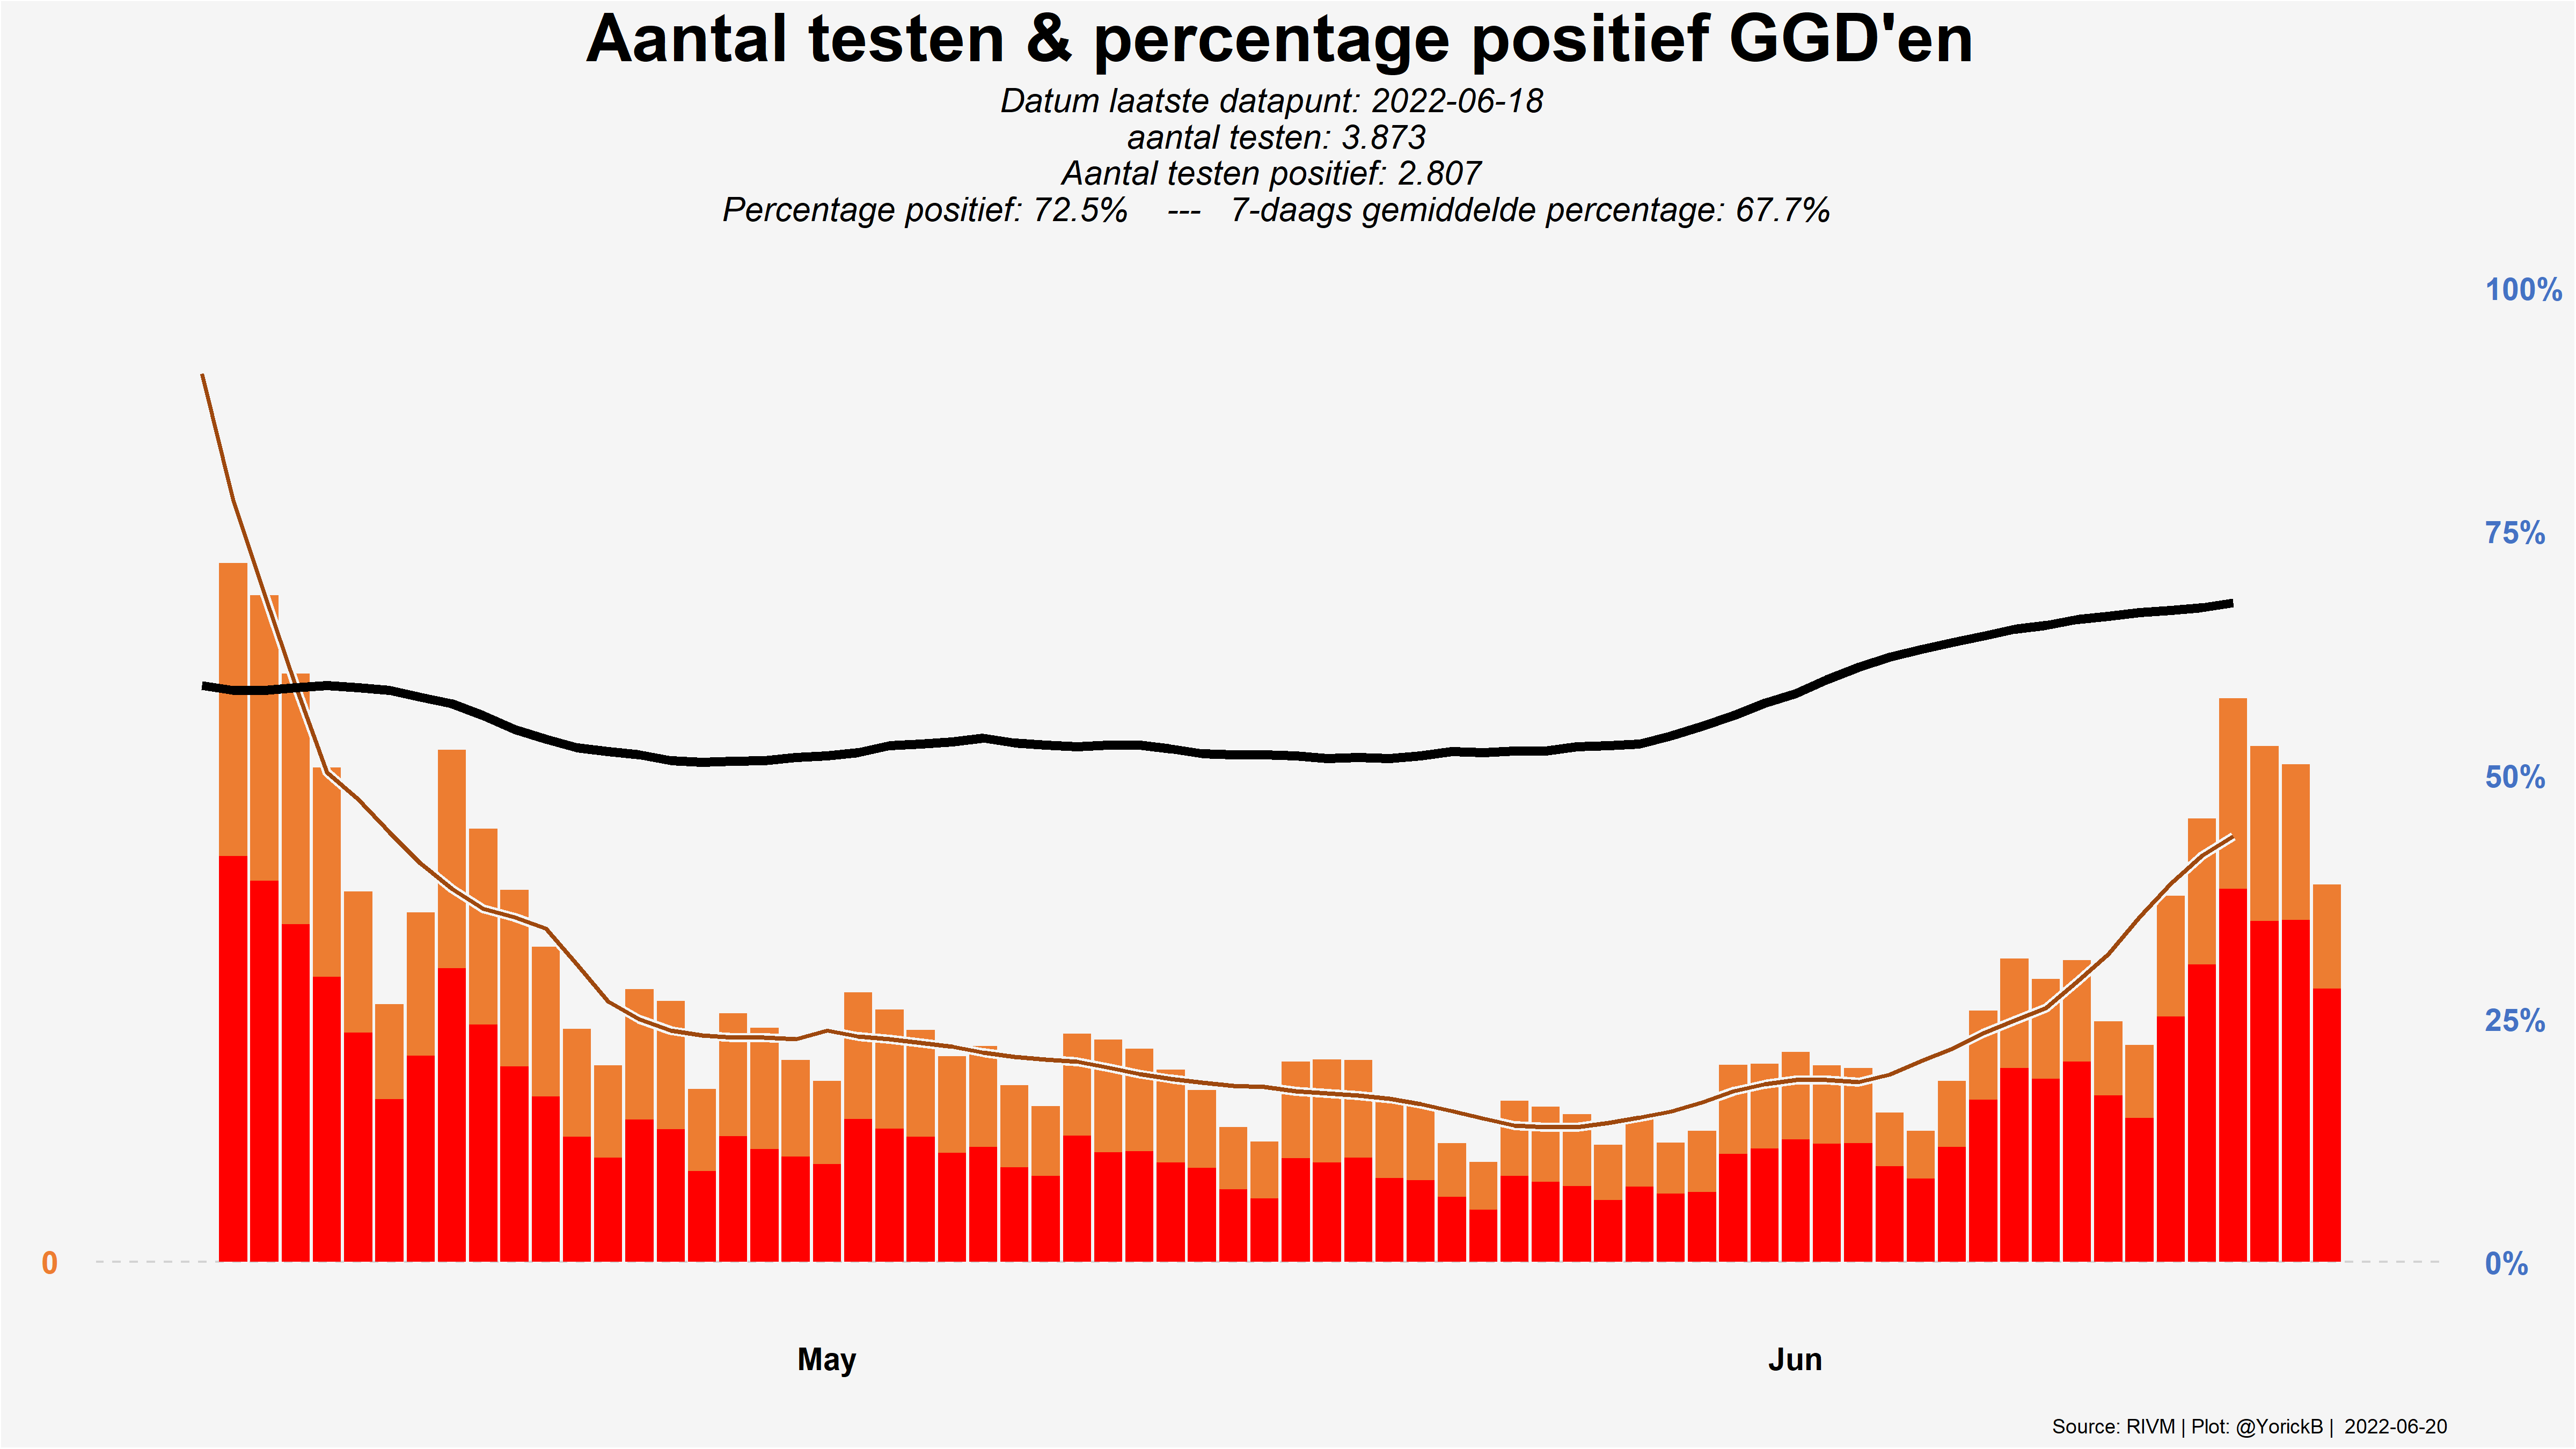 Aantal testen & percentage positief GGD'en
Datum laatste datapunt: 2022-06-18
aantal testen: 3.873
Aantal testen positief: 2.807
Percentage positief: 72.5% --- 7-daags gemiddelde percentage: 67.7%
100%
75%
50%
25%
0
0%
May
Jun
Source: RIVM | Plot: @YorickB | 2022-06-20